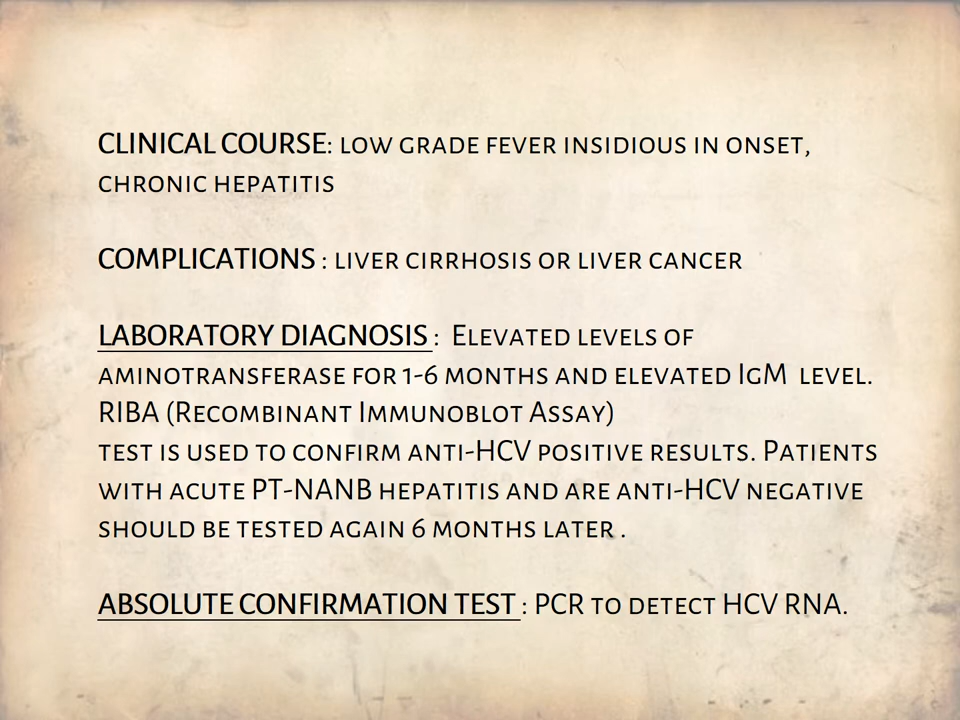 CLINICAL COURSE: LOW GRADE FEVER INSIDIOUS IN ONSET,
CHRONIC HEPATITIS
COMPLICATIONS : LIVER CIRRHOSIS OR LIVER CANCER
LABORATORY DIAGNOSIS : ELEVATED LEVELS OF
AMINOTRANSFERASE FOR 1-6 MONTHS AND ELEVATED IGM LEVEL.
RIBA (RECOMBINANT IMMUNOBLOT ASSAY)
TEST IS USED TO CONFIRM ANTI-HCV POSITIVE RESULTS. PATIENTS
WITH ACUTE PT-NANB HEPATITIS AND ARE ANTI-HCV NEGATIVE
SHOULD BE TESTED AGAIN 6 MONTHS LATER .
ABSOLUTE CONFIRMATION TEST : PCR TO DETECT HCV RNA.